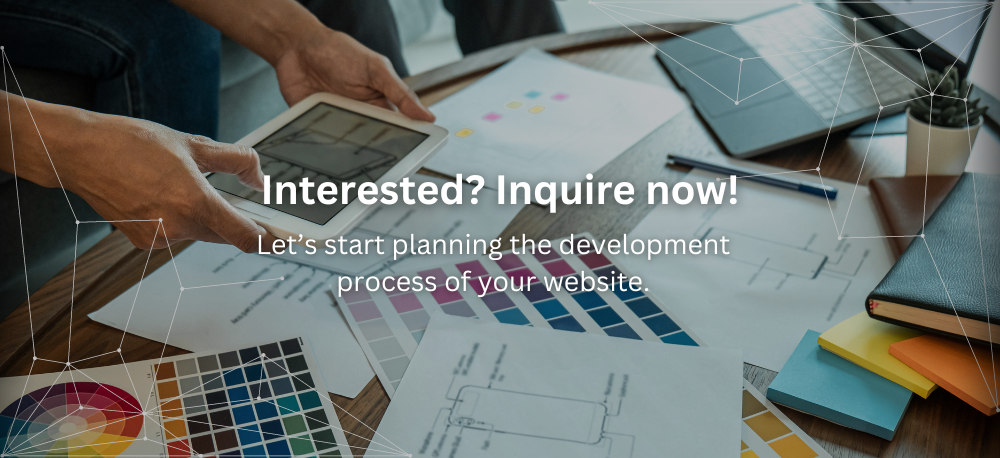 Interested? Inquire now!
Let’s start planning the development
process of your website.